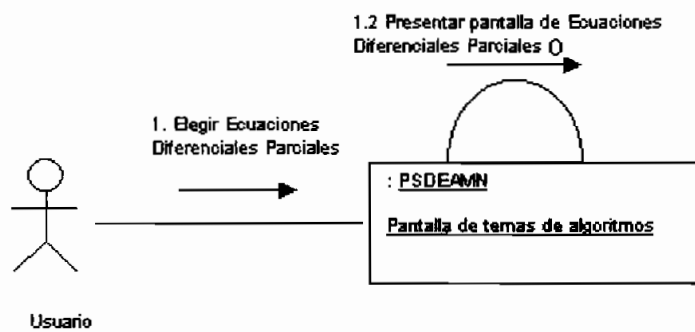 1.2 Presentar pantalla de Ecuaciones
Diferenciales Parciales ()
1. Elegir Ecuaciones
Diferenciales Parciales
: PSDEAMN
Pantalla de temas de algoritmos
Usuario